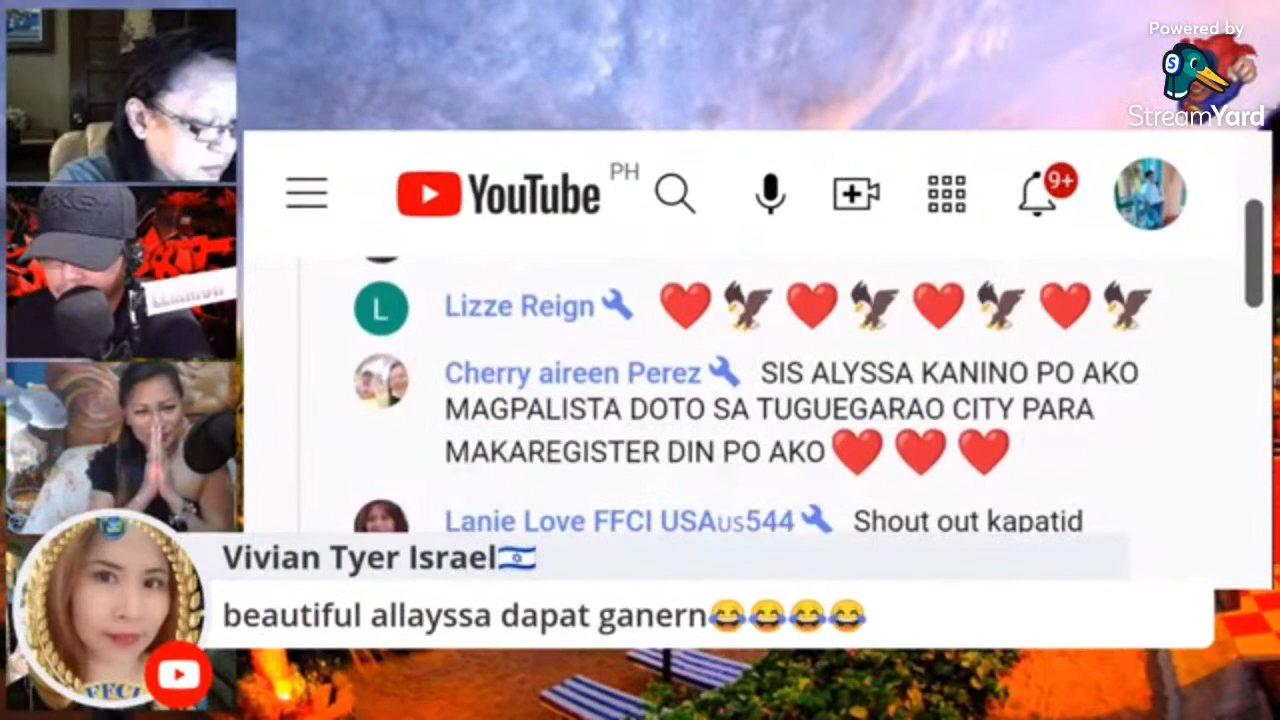 Powered by
StreamYard
PH
YouTube
9+
L
Lizze Reign ❤️🦅❤️🦅❤️🦅❤️🦅
Cherry aireen Perez SIS ALYSSA KANINO PO AKO
MAGPALISTA DOTO SA TUGUEGARAO CITY PARA
MAKAREGISTER DIN PO AKO❤️❤️❤️
Lanie Love FFCI USAus544 Shout out kapatid
Vivian Tyer Israel🇮🇱
beautiful allayssa dapat ganern😂😂😂😂
FFCI